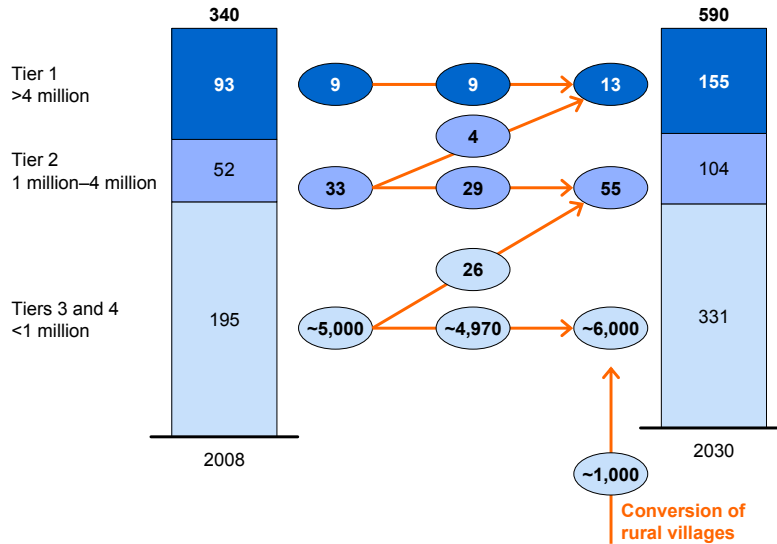 340
590
Tier 1
>4 million
93
9
9
13
155
4
Tier 2
1 million–4 million
52
33
29
55
104
26
Tiers 3 and 4
<1 million
195
~5,000
~4,970
~6,000
331
2008
2030
~1,000
Conversion of
rural villages